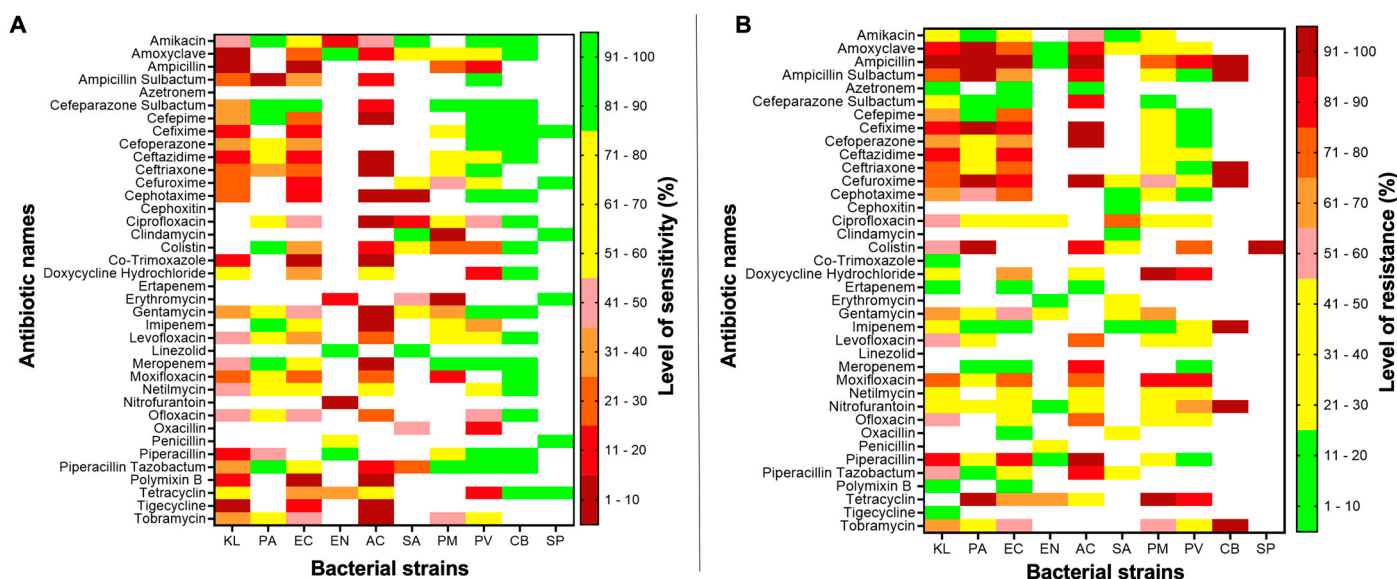 A
Antibiotic names
Amikacin
Amoxyclave
Ampicillin
Ampicillin Sulbactum
Azetronem
Cefeparazone Sulbactum
Cefepime
Cefixime
Cefoperazone
Ceftazidime
Ceftriaxone
Cefuroxime
Cephotaxime
Cephoxitin
Ciprofloxacin
Clindamycin
Colistin
Co-Trimoxazole
Doxycycline Hydrochloride
Ertapenem
Erythromycin
Gentamycin
Imipenem
Levofloxacin
Linezolid
Meropenem
Moxifloxacin
Netilmycin
Nitrofurantoin
Ofloxacin
Oxacillin
Penicillin
Piperacillin
Piperacillin Tazobactum
Polymixin B
Tetracyclin
Tigecycline
Tobramycin
KL PA EC EN AC SA PM PV CB SP
Bacterial strains
91 - 100
81 - 90
71 - 80
61 - 70
51 - 60
41 - 50
31 - 40
21 - 30
11 - 20
1 - 10
Level of sensitivity (%)
B
Antibiotic names
Amikacin
Amoxyclave
Ampicillin
Ampicillin Sulbactum
Azetronem
Cefeparazone Sulbactum
Cefepime
Cefixime
Cefoperazone
Ceftazidime
Ceftriaxone
Cefuroxime
Cephotaxime
Cephoxitin
Ciprofloxacin
Clindamycin
Colistin
Co-Trimoxazole
Doxycycline Hydrochloride
Ertapenem
Erythromycin
Gentamycin
Imipenem
Levofloxacin
Linezolid
Meropenem
Moxifloxacin
Netilmycin
Nitrofurantoin
Ofloxacin
Oxacillin
Penicillin
Piperacillin
Piperacillin Tazobactum
Polymixin B
Tetracyclin
Tigecycline
Tobramycin
KL PA EC EN AC SA PM PV CB SP
Bacterial strains
91 - 100
81 - 90
71 - 80
61 - 70
51 - 60
41 - 50
21 - 30
11 - 20
1 - 10
Level of resistance (%)